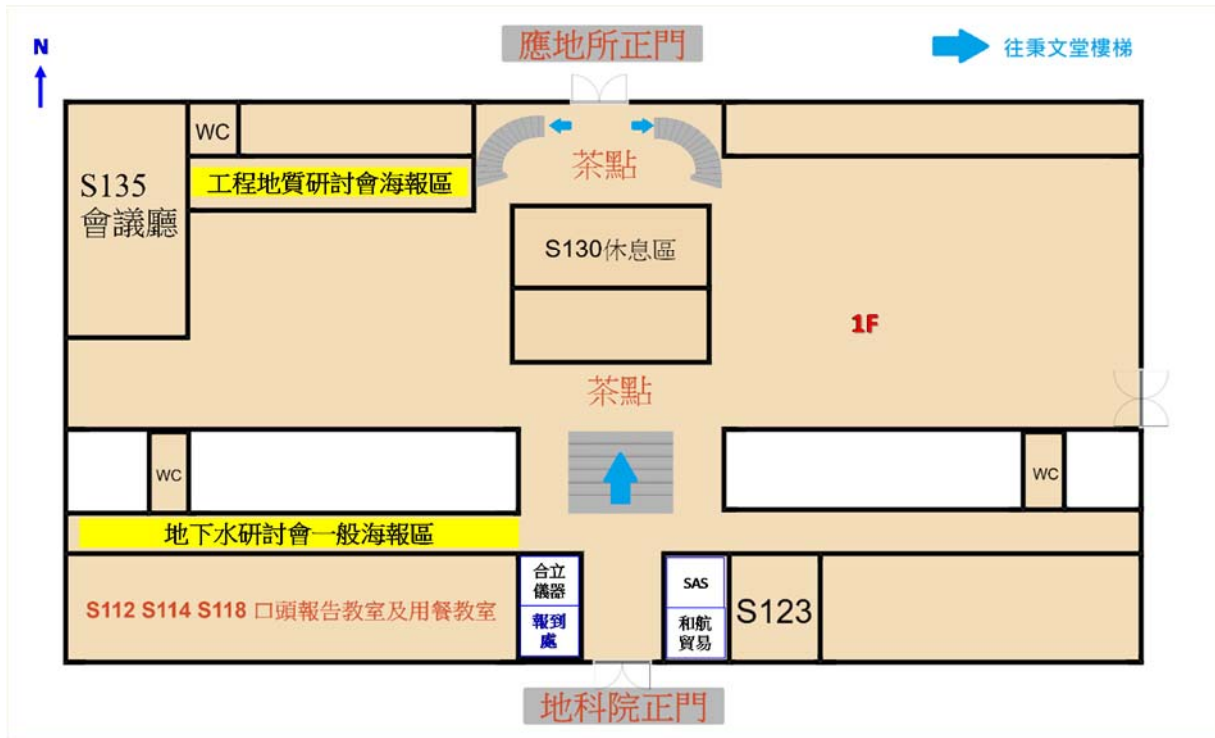 應地所正門
N
往秉文堂樓梯
WC
茶點
工程地質研討會海報區
S135
會議廳
S130休息區
1F
茶點
WC
WC
地下水研討會一般海報區
合立
儀器
SAS
S112 S114 S118 口頭報告教室及用餐教室
S123
報到
處
和航
貿易
地科院正門